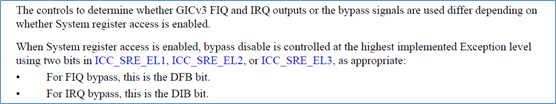 The controls to determine whether GICv3 FIQ and IRQ outputs or the bypass signals are used differ depending on
whether System register access is enabled.
When System register access is enabled, bypass disable is controlled at the highest implemented Exception level
using two bits in ICC_SRE_EL1, ICC_SRE_EL2, or ICC_SRE_EL3, as appropriate:
• For FIQ bypass, this is the DFB bit.
• For IRQ bypass, this is the DIB bit.